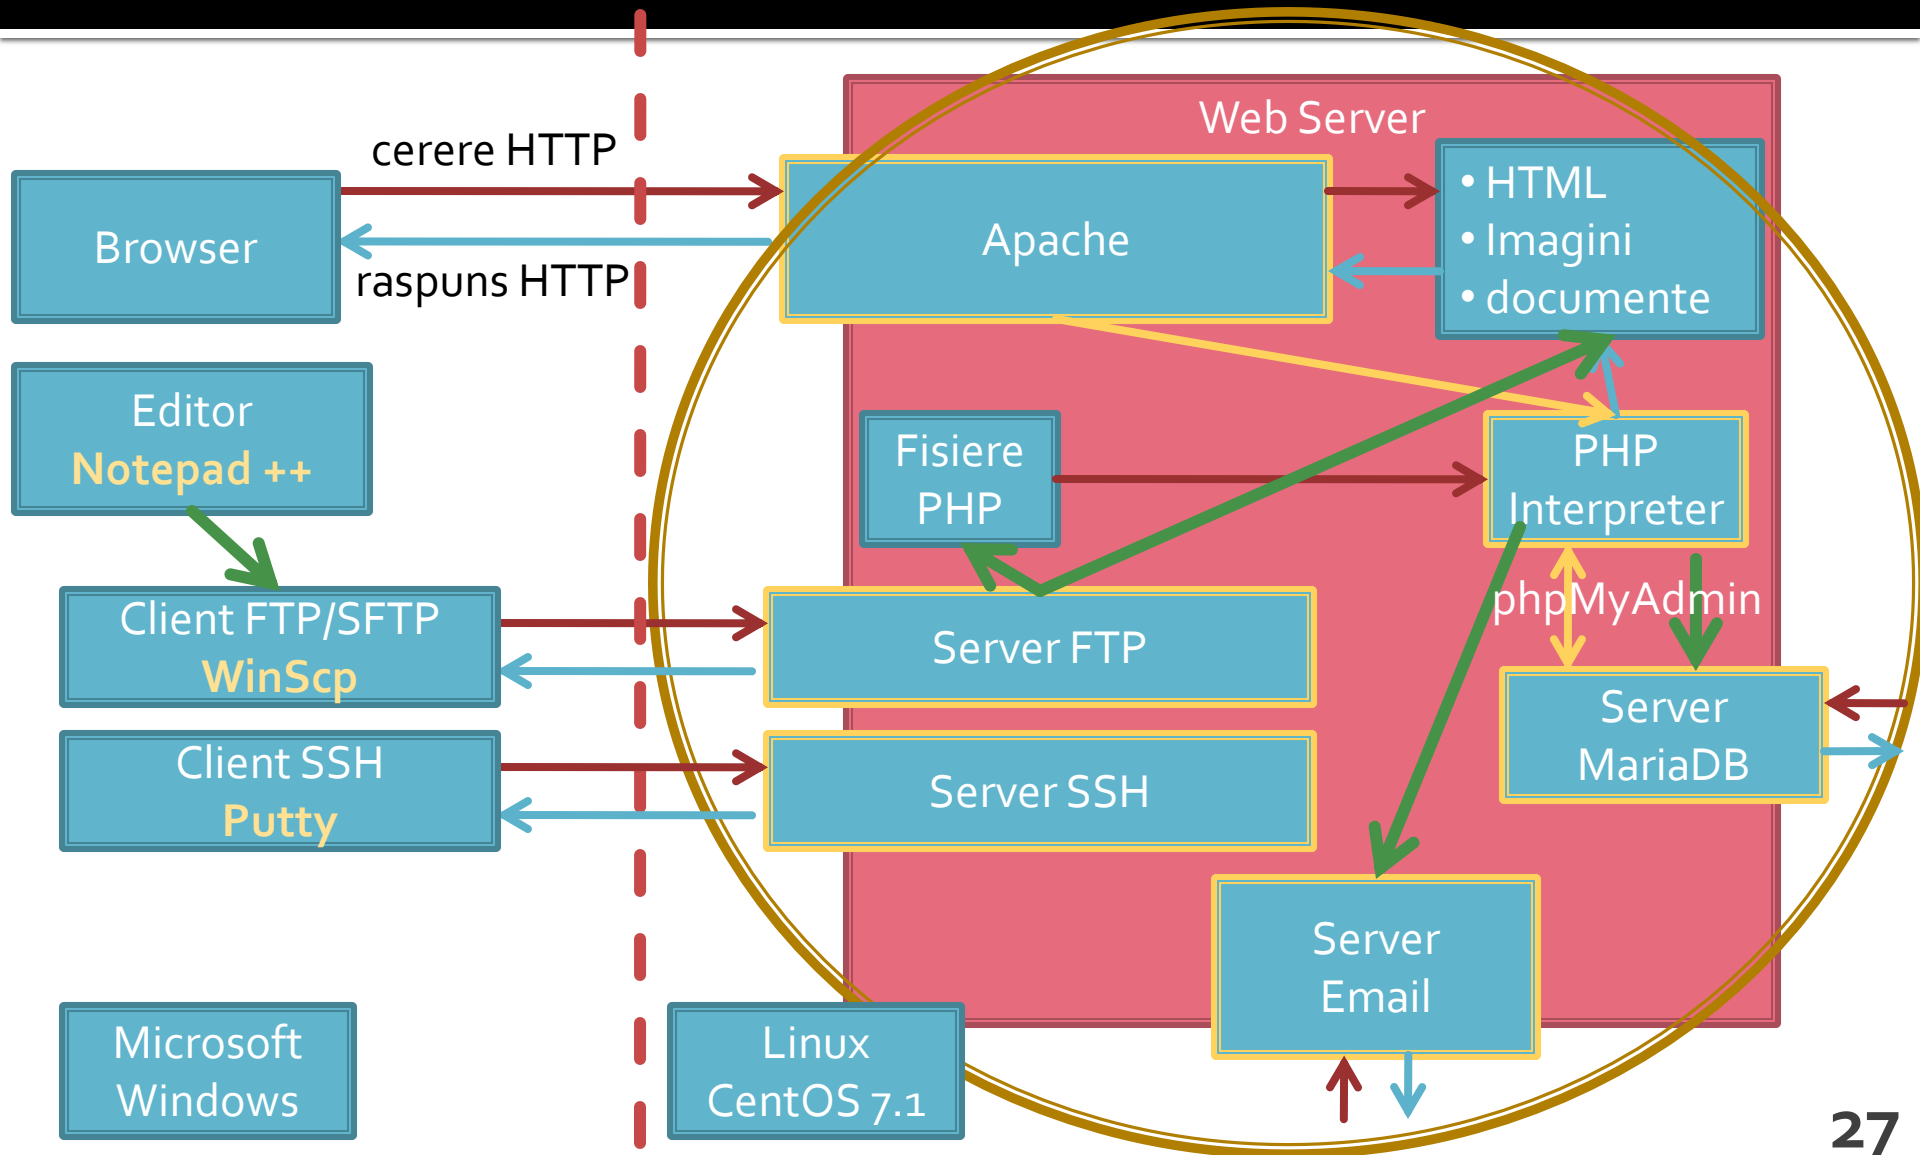 Web Server
cerere HTTP
raspuns HTTP
Browser
Apache
• HTML
• Imagini
• documente
Editor
Notepad ++
Fisiere
PHP
PHP
Interpreter
phpMyAdmin
Client FTP/SFTP
WinScp
Server FTP
Server
MariaDB
Client SSH
Putty
Server SSH
Server
Email
Microsoft
Windows
Linux
CentOS 7.1
27